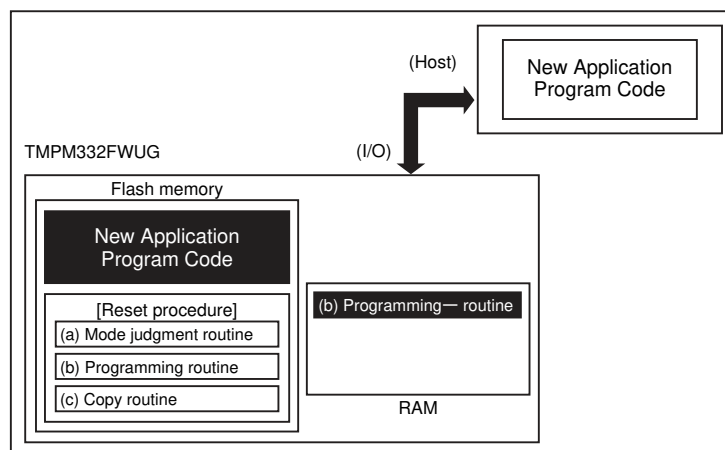 (Host)
New Application
Program Code
(I/O)
TMPM332FWUG
Flash memory
New Application
Program Code
[Reset procedure]
(a) Mode judgment routine
(b) Programming routine
(c) Copy routine
(b) Programming— routine
RAM